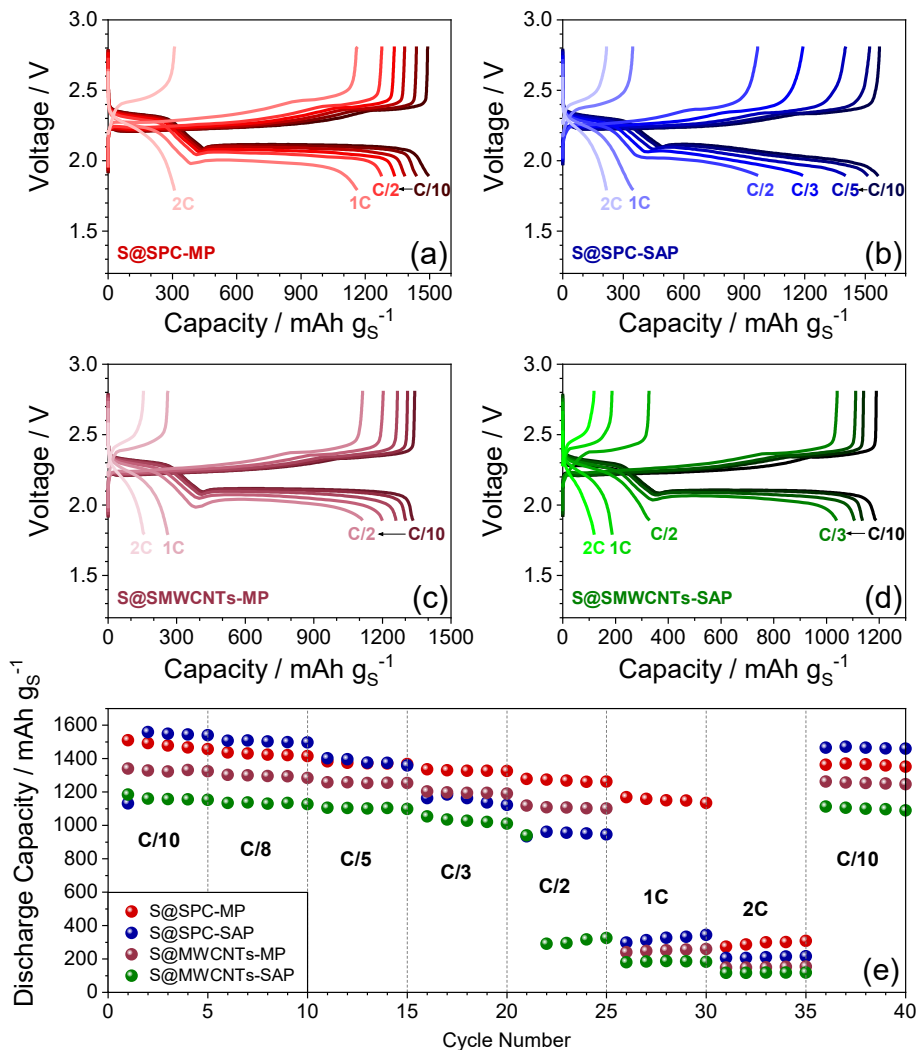 3.0
2.5
2.0
1.5
Voltage / V
2C
1C
C/2
C/10
S@SPC-MP
(a)
0 300 600 900 1200 1500
Capacity / mAh gS⁻¹
3.0
2.5
2.0
1.5
Voltage / V
2C
1C
C/2
C/3
C/5
C/10
S@SPC-SAP
(b)
0 300 600 900 1200 1500
Capacity / mAh gS⁻¹
3.0
2.5
2.0
1.5
Voltage / V
2C
1C
C/2
C/10
S@SMWCNTs-MP
(c)
0 300 600 900 1200 1500
Capacity / mAh gS⁻¹
3.0
2.5
2.0
1.5
Voltage / V
2C
1C
C/2
C/3
C/10
S@SMWCNTs-SAP
(d)
0 200 400 600 800 1000 1200
Capacity / mAh gS⁻¹
Discharge Capacity / mAh gS⁻¹
1600
1400
1200
1000
800
600
400
200
0
C/10
C/8
C/5
C/3
C/2
1C
2C
C/10
S@SPC-MP
S@SPC-SAP
S@MWCNTs-MP
S@MWCNTs-SAP
(e)
0 5 10 15 20 25 30 35 40
Cycle Number